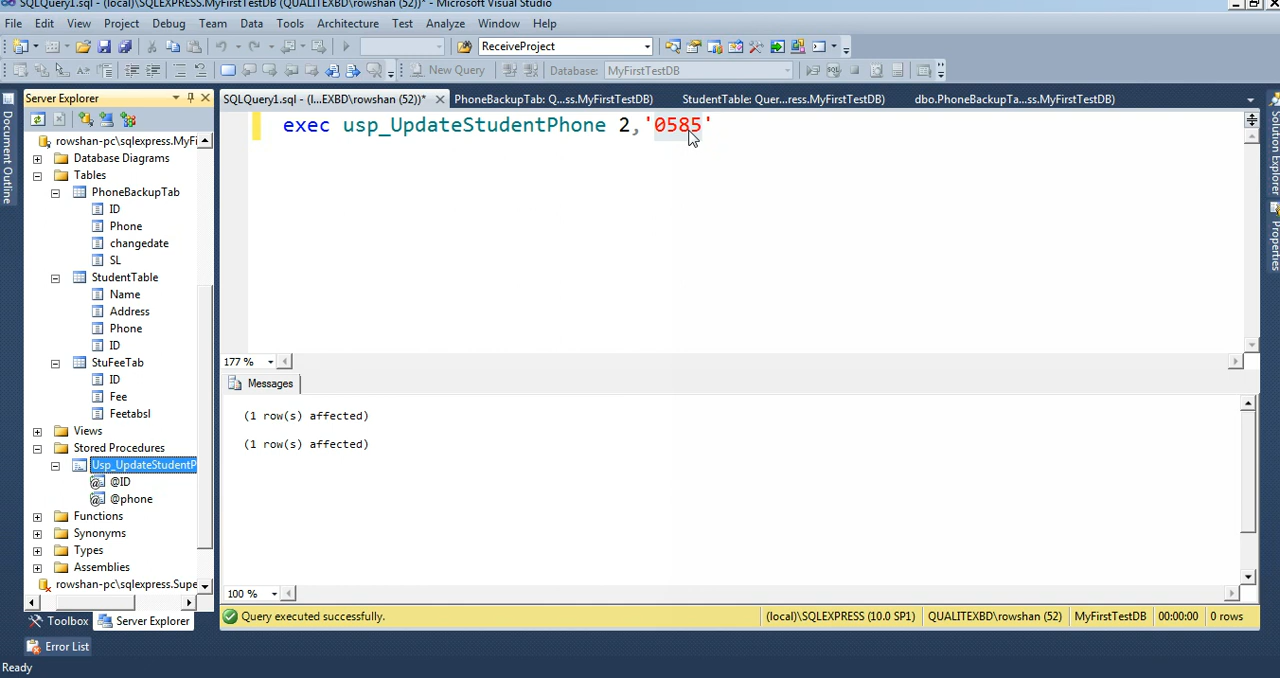 SQLQuery1.sql - (local)\SQLEXPRESS.MyFirstTestDB (QUALITEXBD\rowshan (52))* - Microsoft Visual Studio
File Edit View Project Debug Team Data Tools Architecture Test Analyze Window Help
ReceiveProject
New Query Database: MyFirstTestDB
Server Explorer
SQLQuery1.sql - (l...EXBD\rowshan (52))* PhoneBackupTab: Q...ss.MyFirstTestDB) StudentTable: Quer...ress.MyFirstTestDB) dbo.PhoneBackupTa...ss.MyFirstTestDB)
Document Outline
Solution Explorer
Properties
exec usp_UpdateStudentPhone 2,'0585'
rowshan-pc\sqlexpress.MyFi
Database Diagrams
Tables
PhoneBackupTab
ID
Phone
changedate
SL
StudentTable
Name
Address
Phone
ID
StuFeeTab
ID
Fee
Feetabsl
Views
Stored Procedures
Usp_UpdateStudentP
@ID
@phone
Functions
Synonyms
Types
Assemblies
rowshan-pc\sqlexpress.Supe
177 %
Messages
(1 row(s) affected)
(1 row(s) affected)
100 %
Toolbox Server Explorer
Query executed successfully. (local)\SQLEXPRESS (10.0 SP1) QUALITEXBD\rowshan (52) MyFirstTestDB 00:00:00 0 rows
Error List
Ready